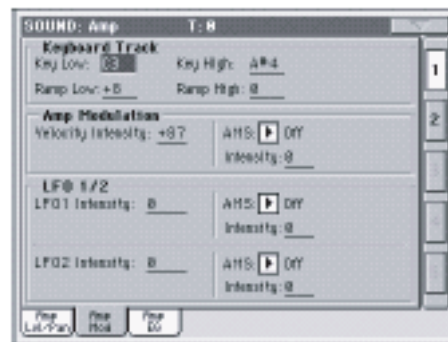 SOUND: Amp T: 0
Keyboard Track
Key Low: C3 Key High: A#4
Ramp Low: +8 Ramp High: 0
Amp Modulation
Velocity Intensity: +87 AMS: Off
Intensity: 0
LFO 1/2
LFO1 Intensity: 0 AMS: Off
Intensity: 0
LFO2 Intensity: 0 AMS: Off
Intensity: 0
Amp Lvl/Pan Amp Mod Amp EG
1
2